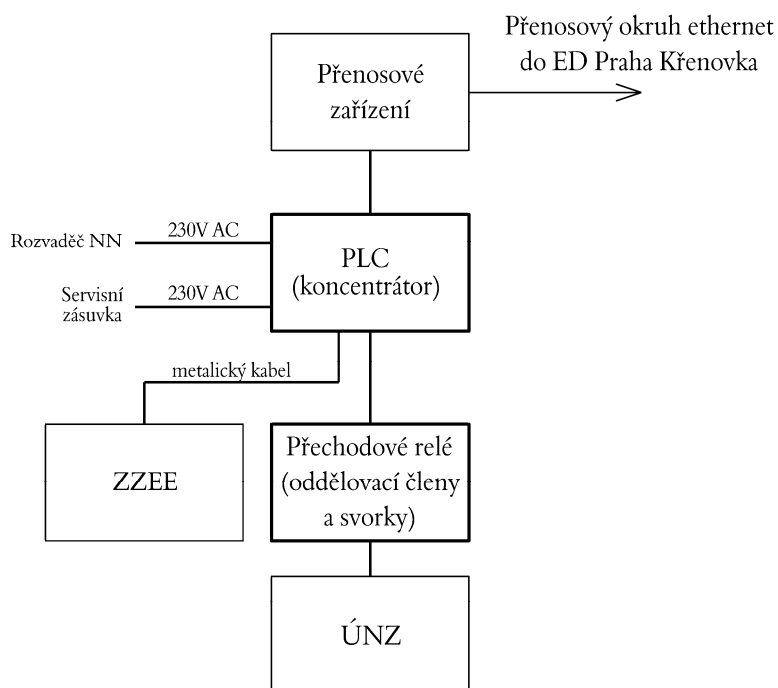 Přenosový okruh ethernet
do ED Praha Křenovka
Přenosové
zařízení
Rozvaděč NN
230V AC
PLC
(koncentrátor)
Servisní
zásuvka
230V AC
metalický kabel
ZZEE
Přechodové relé
(oddělovací členy
a svorky)
ÚNZ